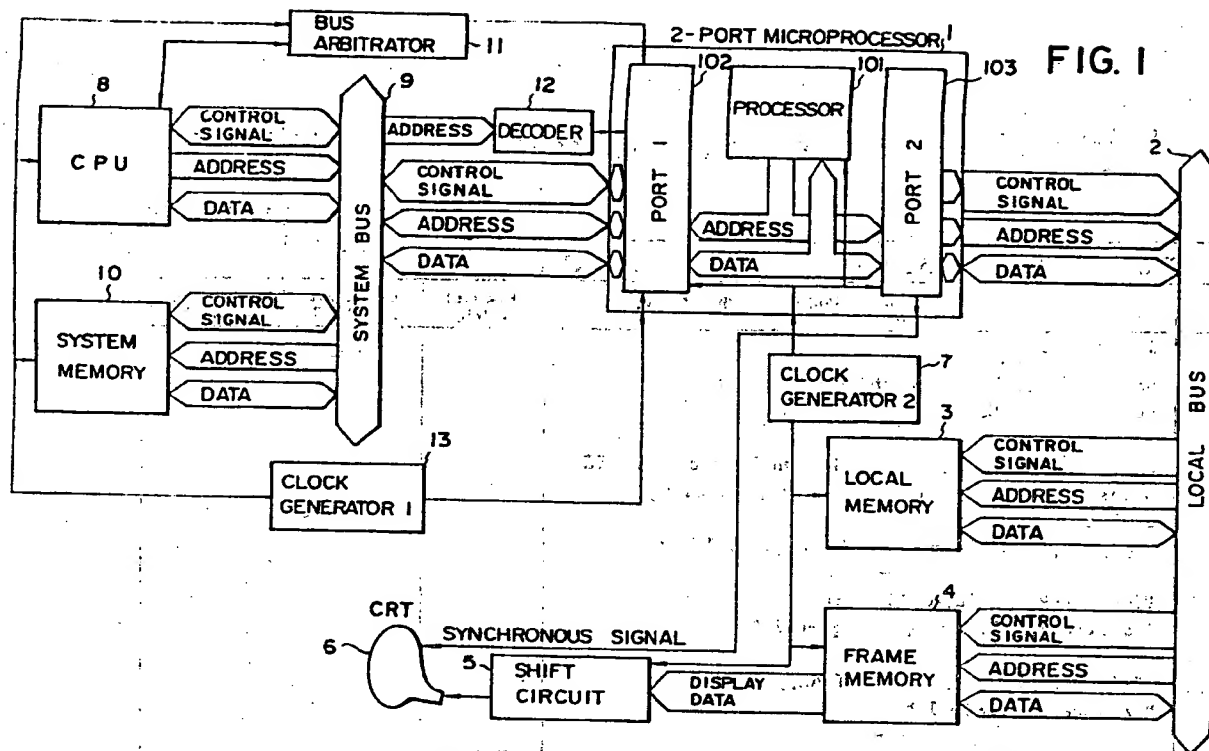 FIG. 1
BUS
ARBITRATOR
11
2-PORT MICROPROCESSOR
1
8
CPU
CONTROL
SIGNAL
ADDRESS
DATA
9
SYSTEM BUS
ADDRESS
12
DECODER
CONTROL
SIGNAL
ADDRESS
DATA
102
PORT 1
101
PROCESSOR
ADDRESS
DATA
103
PORT 2
CONTROL
SIGNAL
ADDRESS
DATA
2
LOCAL BUS
10
SYSTEM
MEMORY
CONTROL
SIGNAL
ADDRESS
DATA
13
CLOCK
GENERATOR 1
7
CLOCK
GENERATOR 2
3
LOCAL
MEMORY
CONTROL
SIGNAL
ADDRESS
DATA
4
FRAME
MEMORY
CONTROL
SIGNAL
ADDRESS
DATA
CRT
6
SYNCHRONOUS SIGNAL
5
SHIFT
CIRCUIT
DISPLAY
DATA